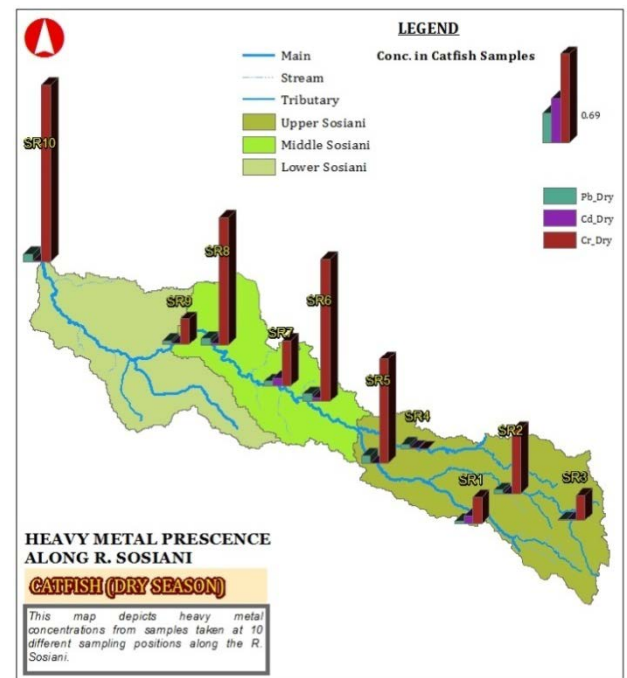 LEGEND
Main
Stream
Tributary
Upper Sosiani
Middle Sosiani
Lower Sosiani
Conc. in Catfish Samples
0.69
Pb_Dry
Cd_Dry
Cr_Dry
SR10
SR8
SR9
SR6
SR7
SR5
SR4
SR2
SR1
SR3
HEAVY METAL PRESCENCE
ALONG R. SOSIANI
CATFISH (DRY SEASON)
This map depicts heavy metal
concentrations from samples taken at 10
different sampling positions along the R.
Sosiani.